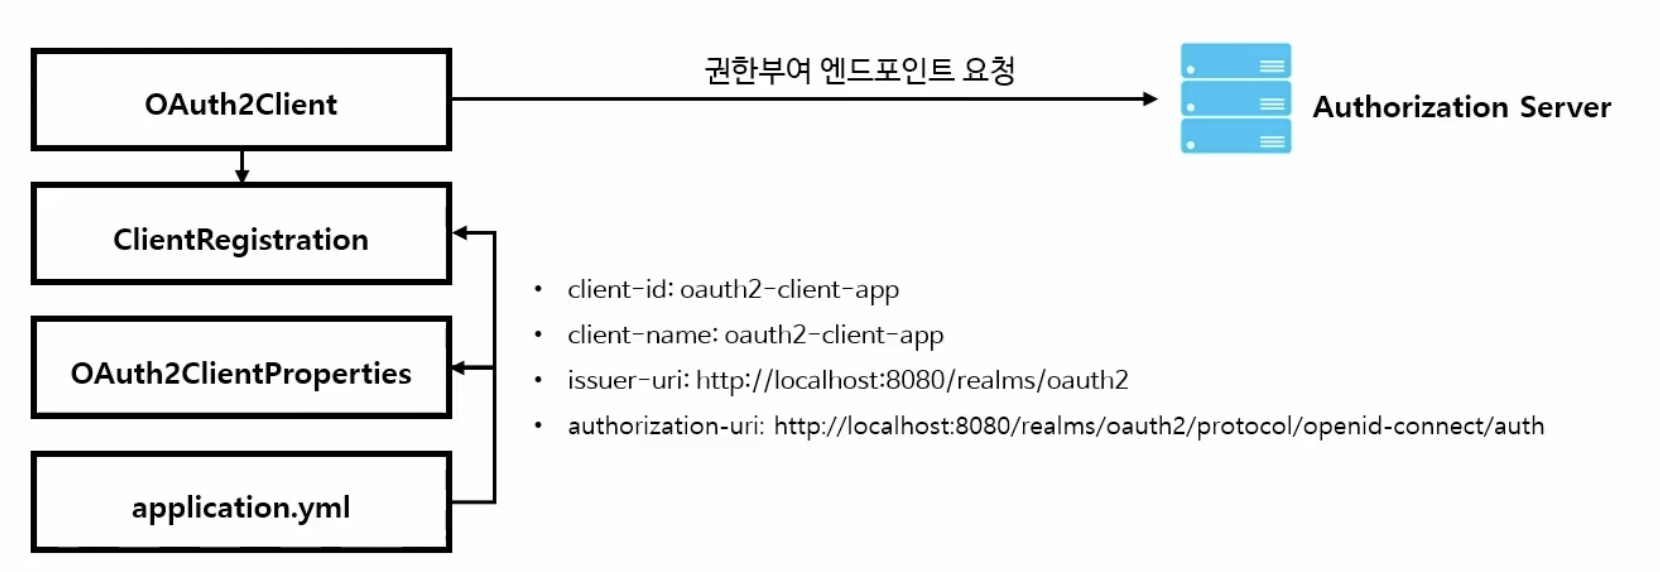 권한부여 엔드포인트 요청
OAuth2Client
Authorization Server
ClientRegistration
• client-id: oauth2-client-app
• client-name: oauth2-client-app
OAuth2ClientProperties
• issuer-uri: http://localhost:8080/realms/oauth2
• authorization-uri: http://localhost:8080/realms/oauth2/protocol/openid-connect/auth
application.yml